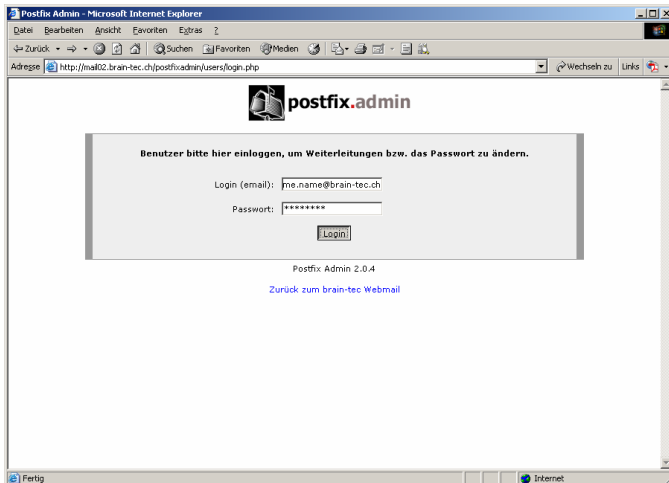 Postfix Admin - Microsoft Internet Explorer
Datei Bearbeiten Ansicht Favoriten Extras ?
Zurück Suchen Favoriten Medien
Adresse http://mail02.brain-tec.ch/postfixadmin/users/login.php Wechseln zu Links
postfix.admin
Benutzer bitte hier einloggen, um Weiterleitungen bzw. das Passwort zu ändern.
Login (email): me.name@brain-tec.ch
Passwort: ********
Login
Postfix Admin 2.0.4
Zurück zum brain-tec Webmail
Fertig Internet